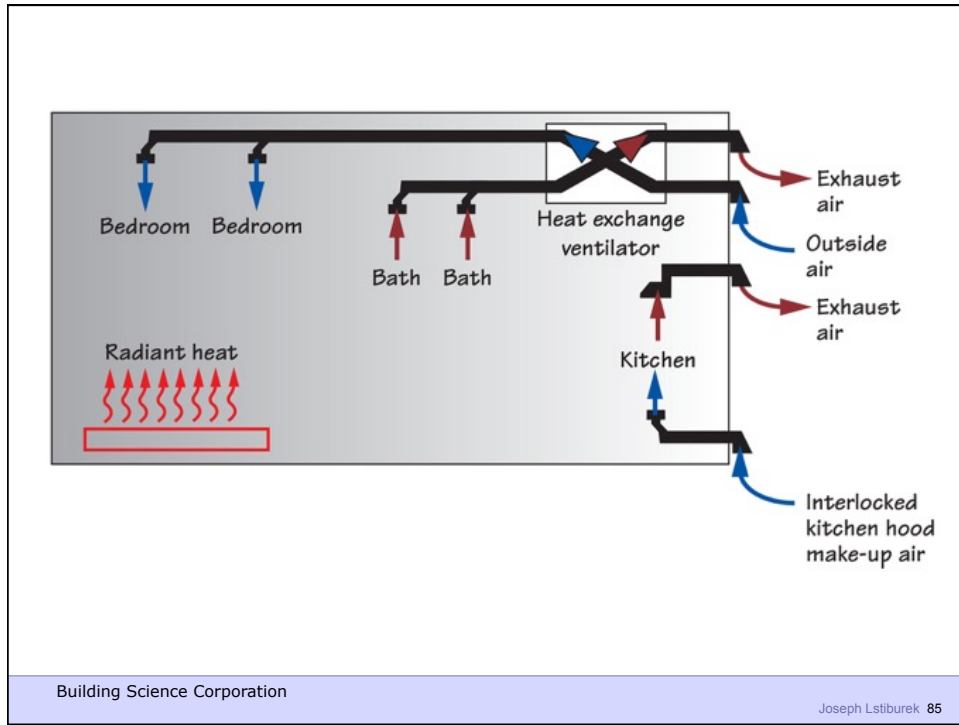 Exhaust
air
Bedroom
Bedroom
Heat exchange
ventilator
Outside
air
Bath
Bath
Exhaust
air
Radiant heat
Kitchen
Interlocked
kitchen hood
make-up air
Building Science Corporation
Joseph Lstiburek 85